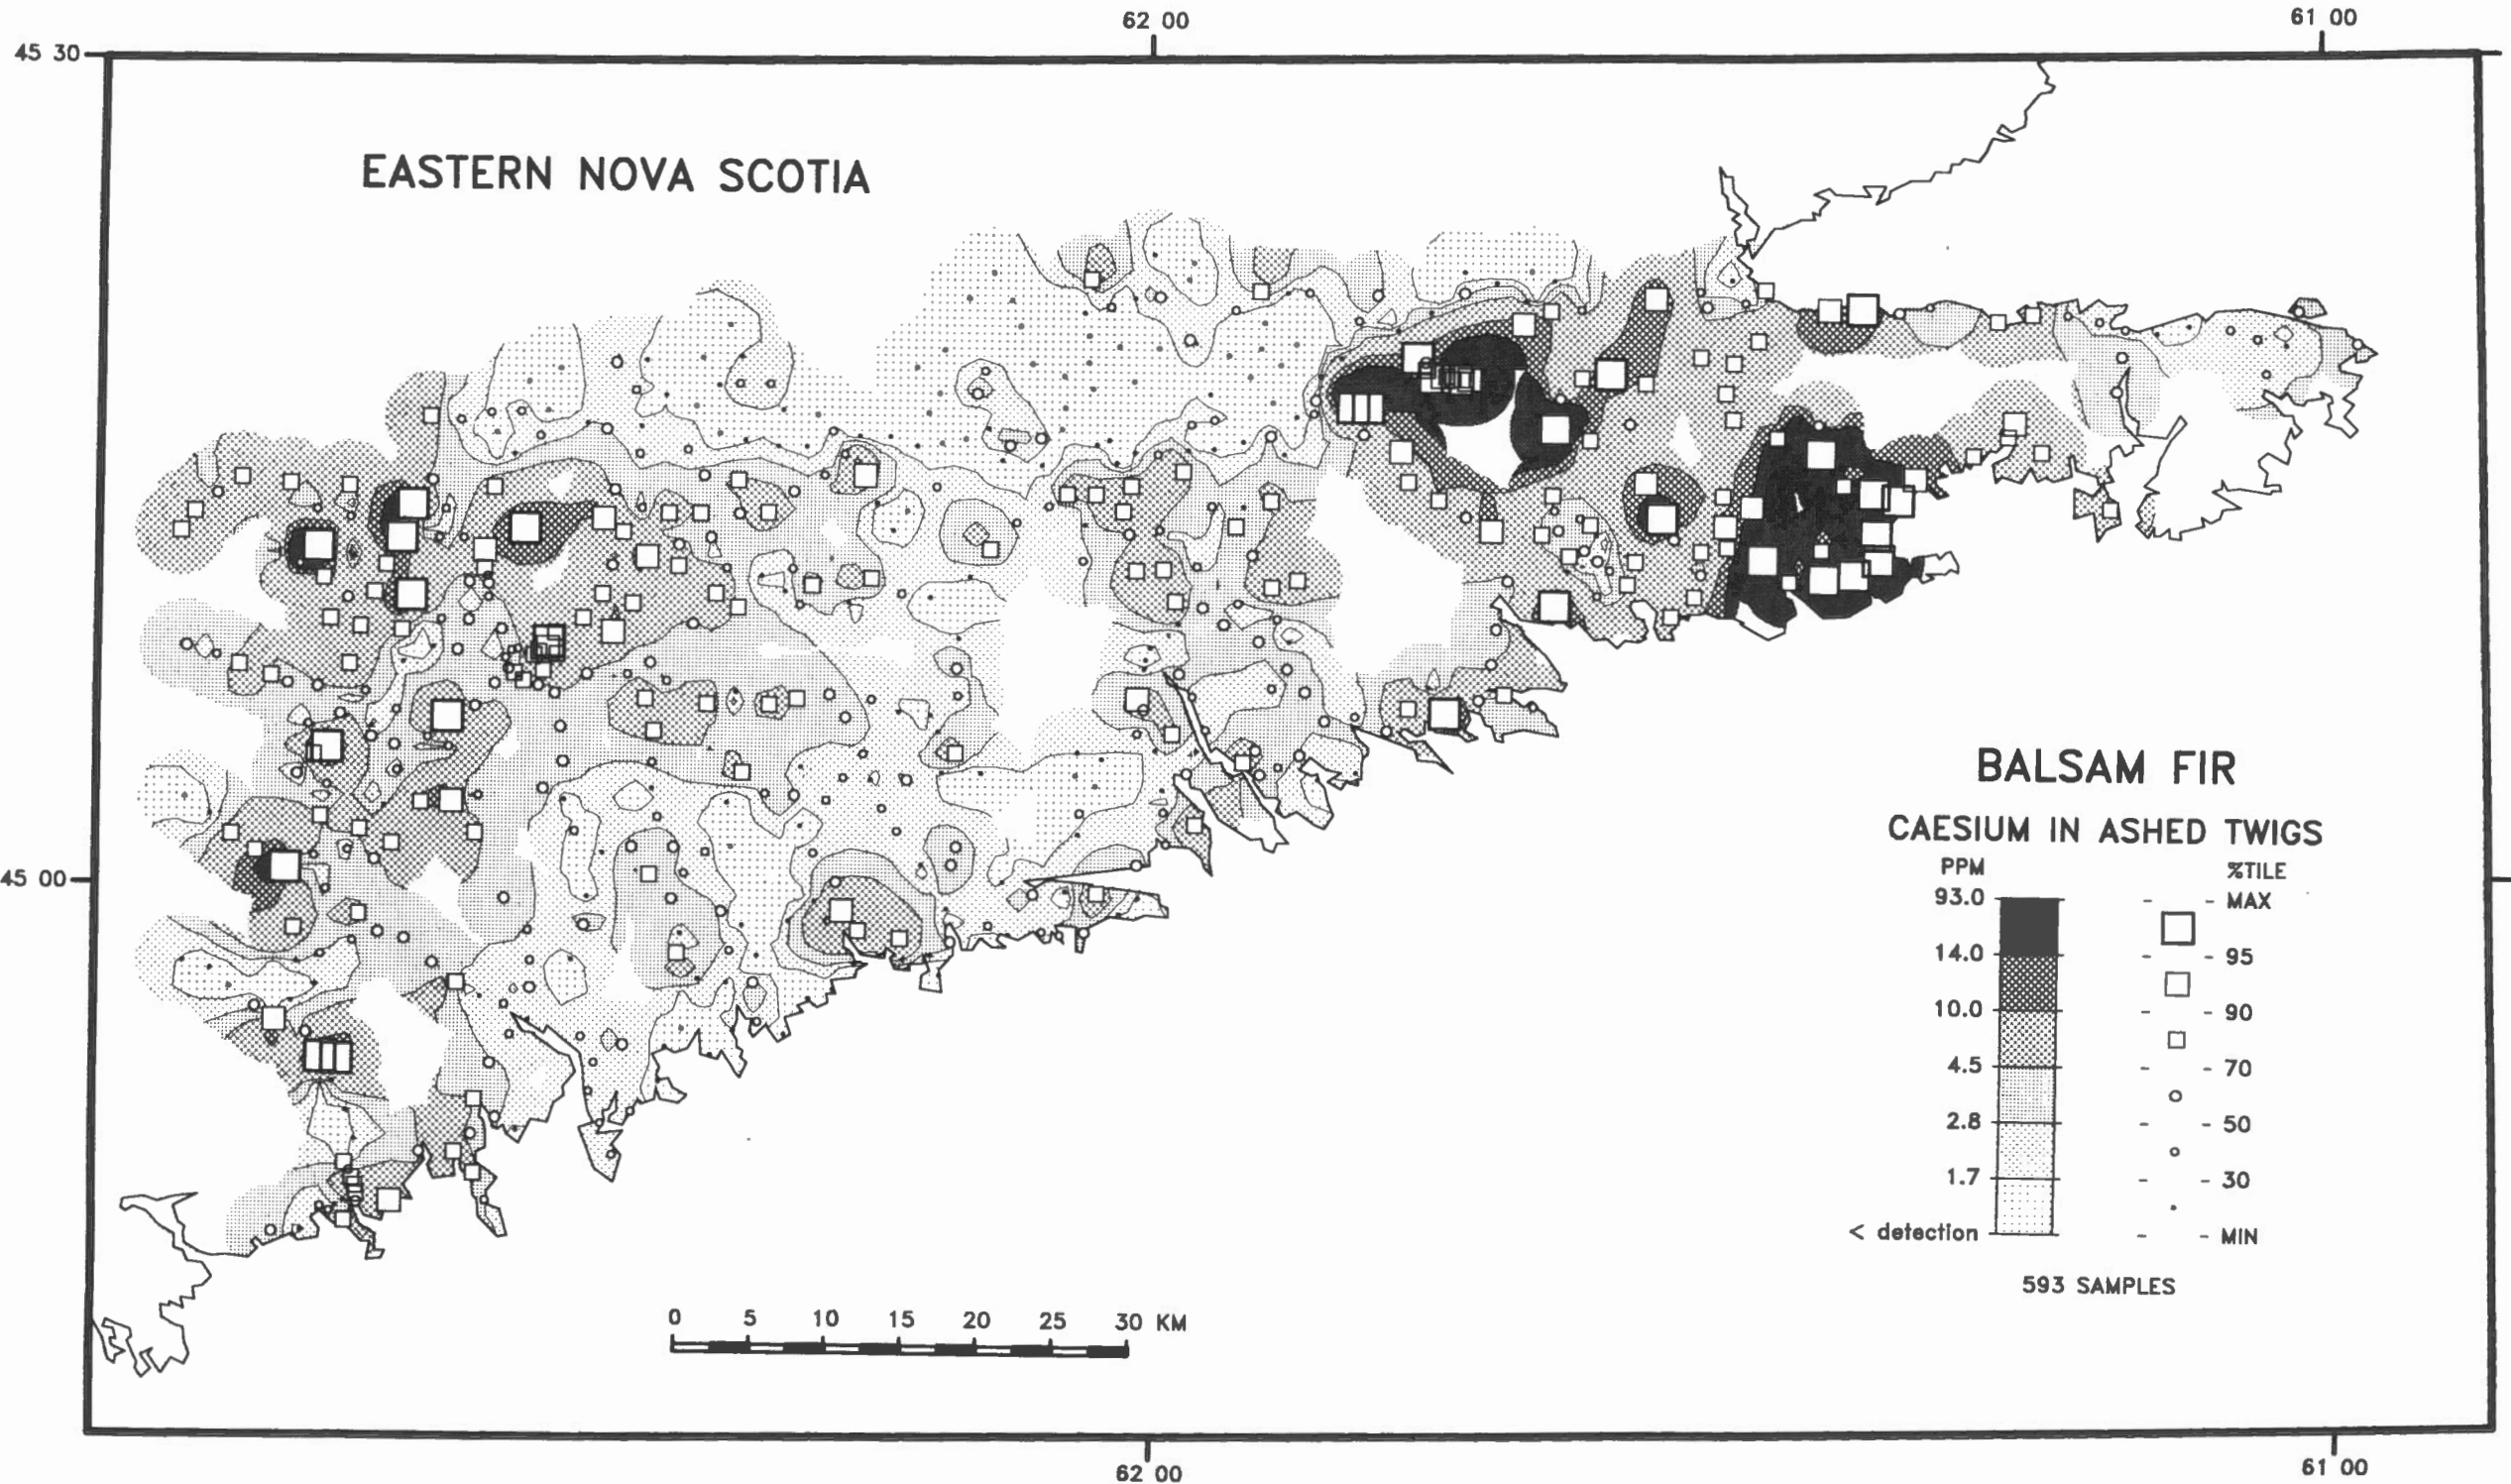 62 00
61 00
45 30
EASTERN NOVA SCOTIA
BALSAM FIR
CAESIUM IN ASHED TWIGS
PPM %TILE
93.0 - - MAX
14.0 - - 95
10.0 - - 90
4.5 - - 70
2.8 - - 50
1.7 - - 30
< detection - - MIN
593 SAMPLES
45 00
0 5 10 15 20 25 30 KM
62 00
61 00